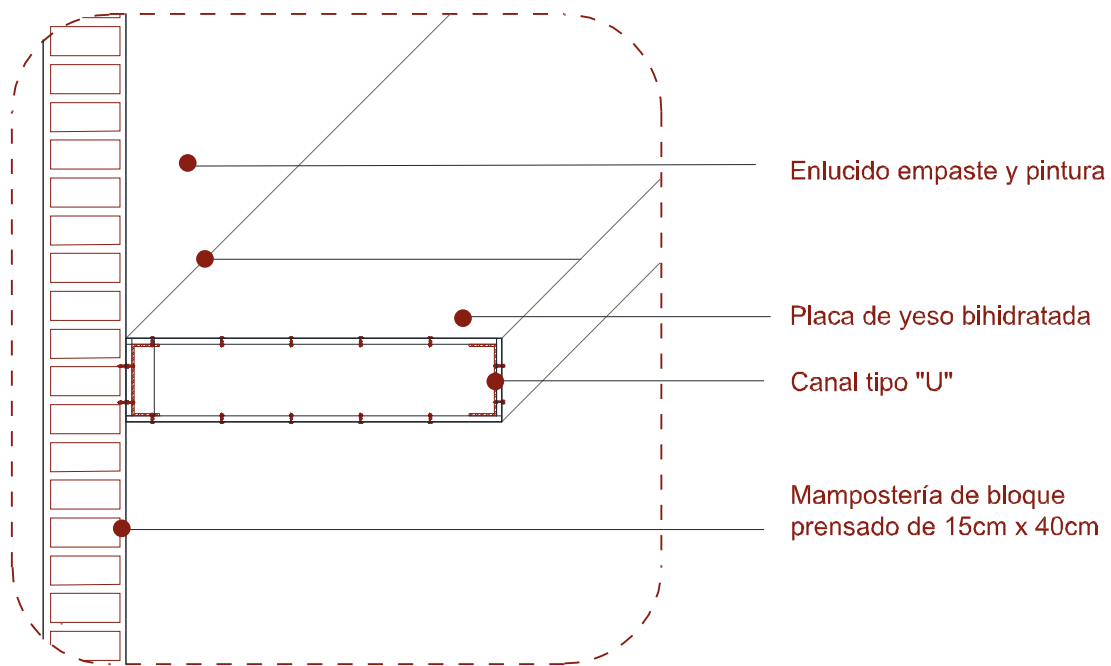 Enlucido empaste y pintura
Placa de yeso bihidratada
Canal tipo "U"
Mampostería de bloque
prensado de 15cm x 40cm